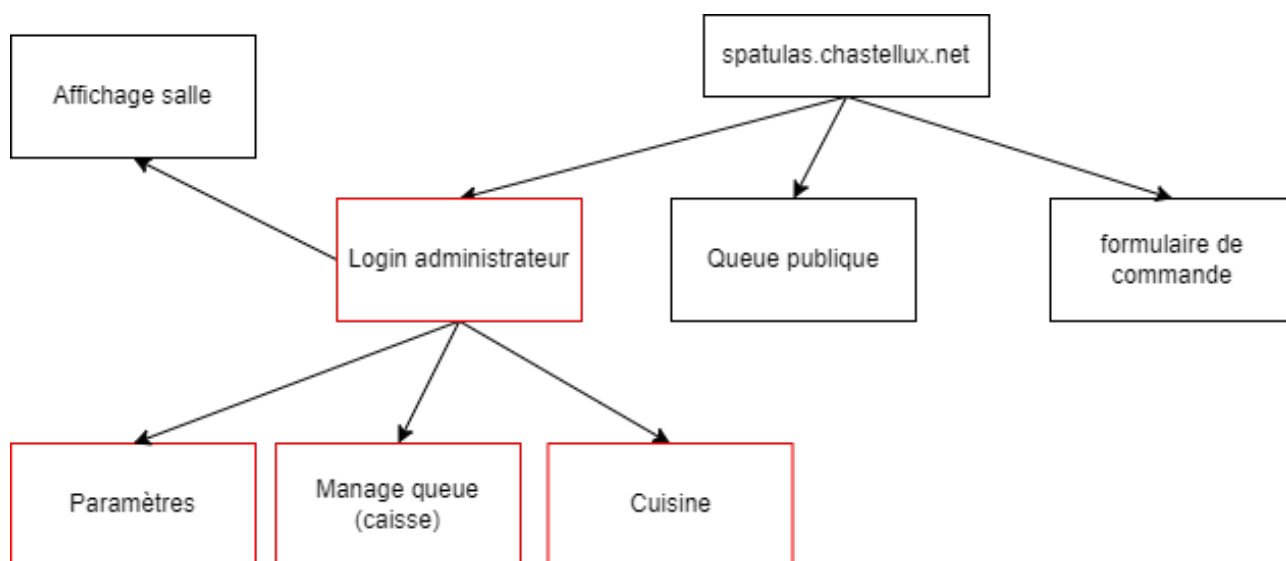 spatulas.chastellux.net
Affichage salle
Login administrateur
Queue publique
formulaire de
commande
Paramètres
Manage queue
(caisse)
Cuisine